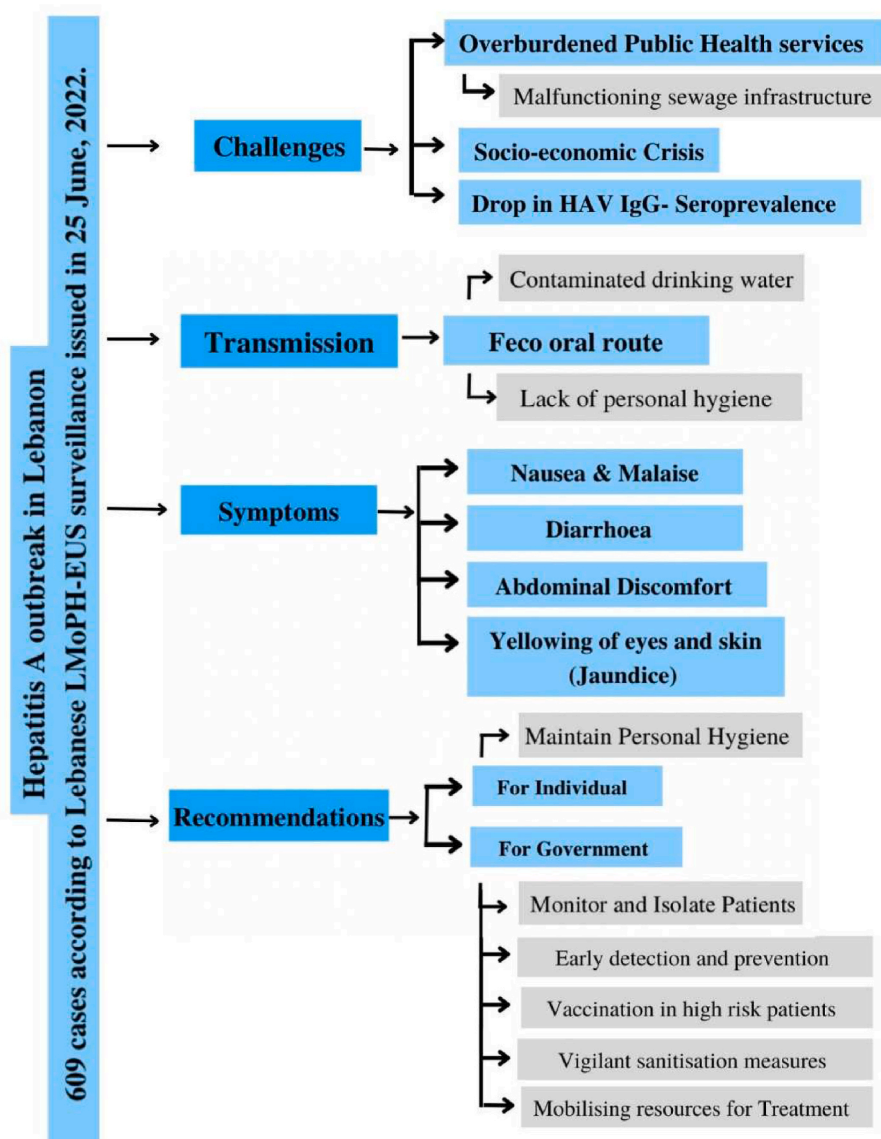 Hepatitis A outbreak in Lebanon
609 cases according to Lebanese LMoPH-EUS surveillance issued in 25 June, 2022.
Challenges
Overburdened Public Health services
Malfunctioning sewage infrastructure
Socio-economic Crisis
Drop in HAV IgG- Seroprevalence
Transmission
Contaminated drinking water
Feco oral route
Lack of personal hygiene
Symptoms
Nausea & Malaise
Diarrhoea
Abdominal Discomfort
Yellowing of eyes and skin
(Jaundice)
Recommendations
Maintain Personal Hygiene
For Individual
For Government
Monitor and Isolate Patients
Early detection and prevention
Vaccination in high risk patients
Vigilant sanitisation measures
Mobilising resources for Treatment